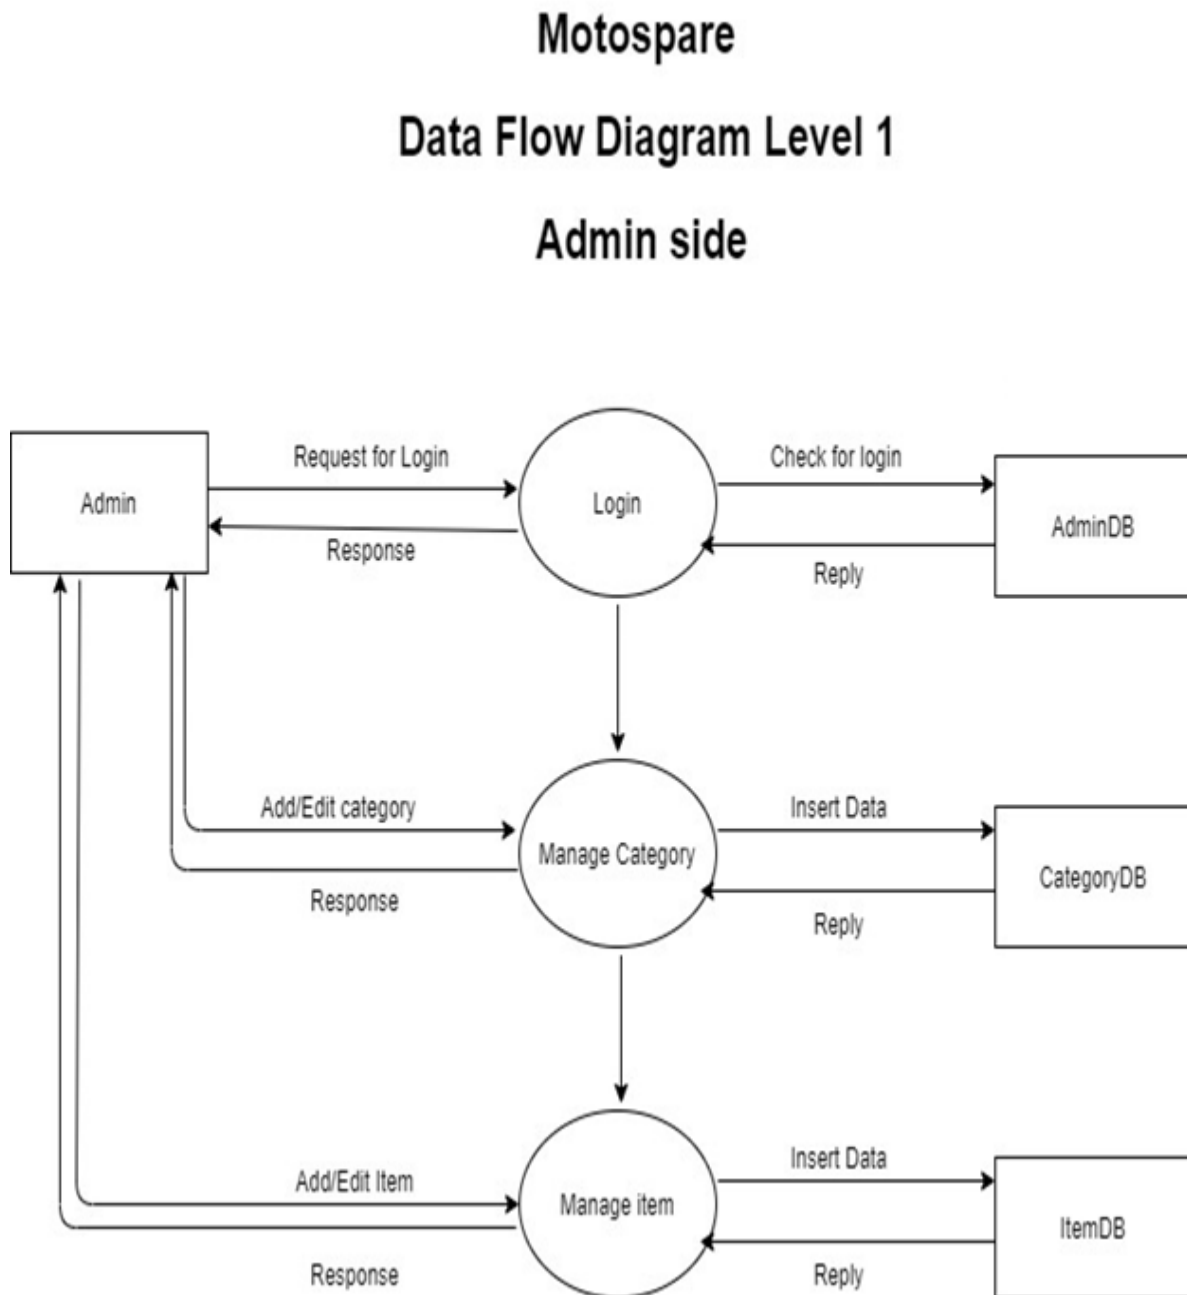 Motospare
Data Flow Diagram Level 1
Admin side
Request for Login
Check for login
Admin
Login
AdminDB
Response
Reply
Add/Edit category
Insert Data
Manage Category
CategoryDB
Response
Reply
Add/Edit Item
Insert Data
Manage item
ItemDB
Response
Reply